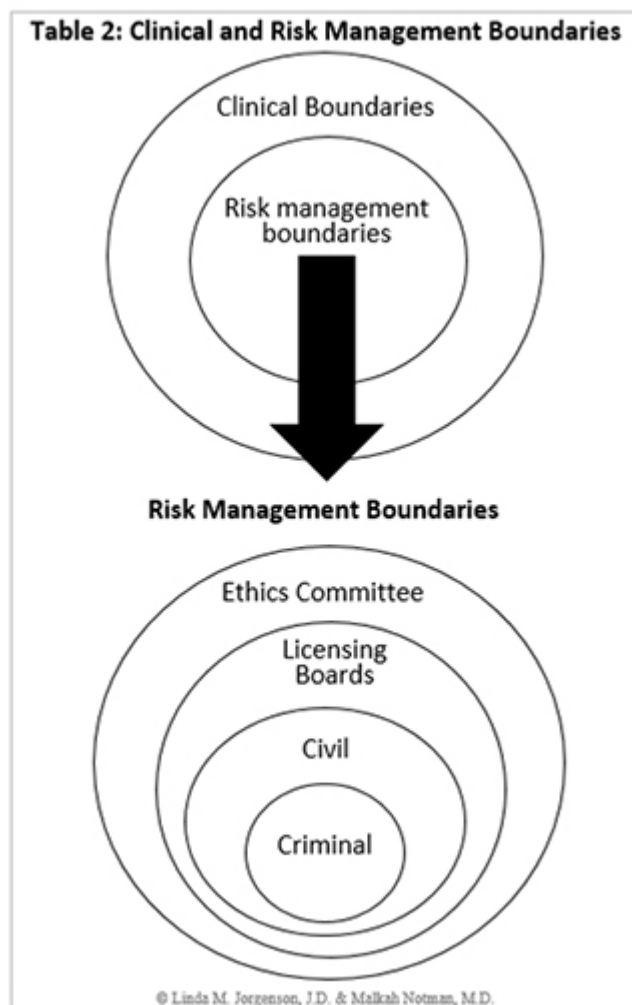 Table 2: Clinical and Risk Management Boundaries
Clinical Boundaries
Risk management
boundaries
Risk Management Boundaries
Ethics Committee
Licensing
Boards
Civil
Criminal
© Linda M. Jorgenson, J.D. & Malkah Notman, M.D.